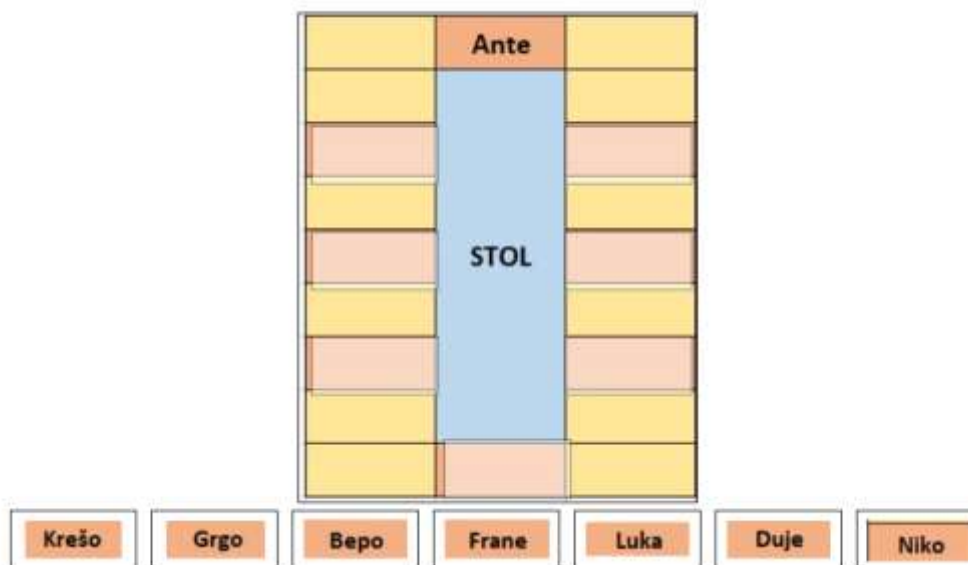 Ante
STOL
Krešo
Grgo
Bepo
Frane
Luka
Duje
Niko